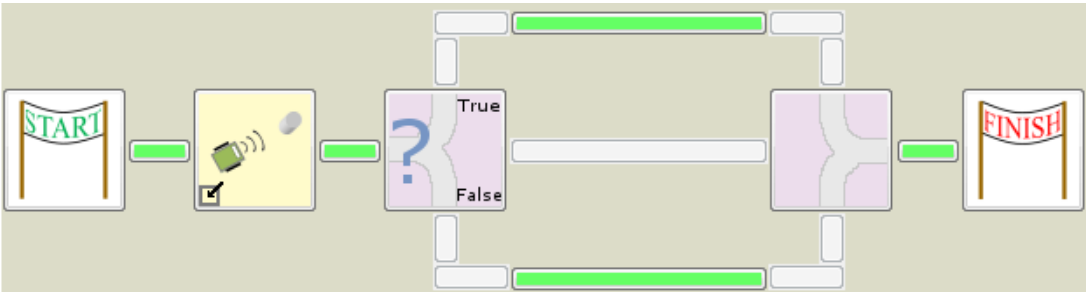 START
?
True
False
FINISH